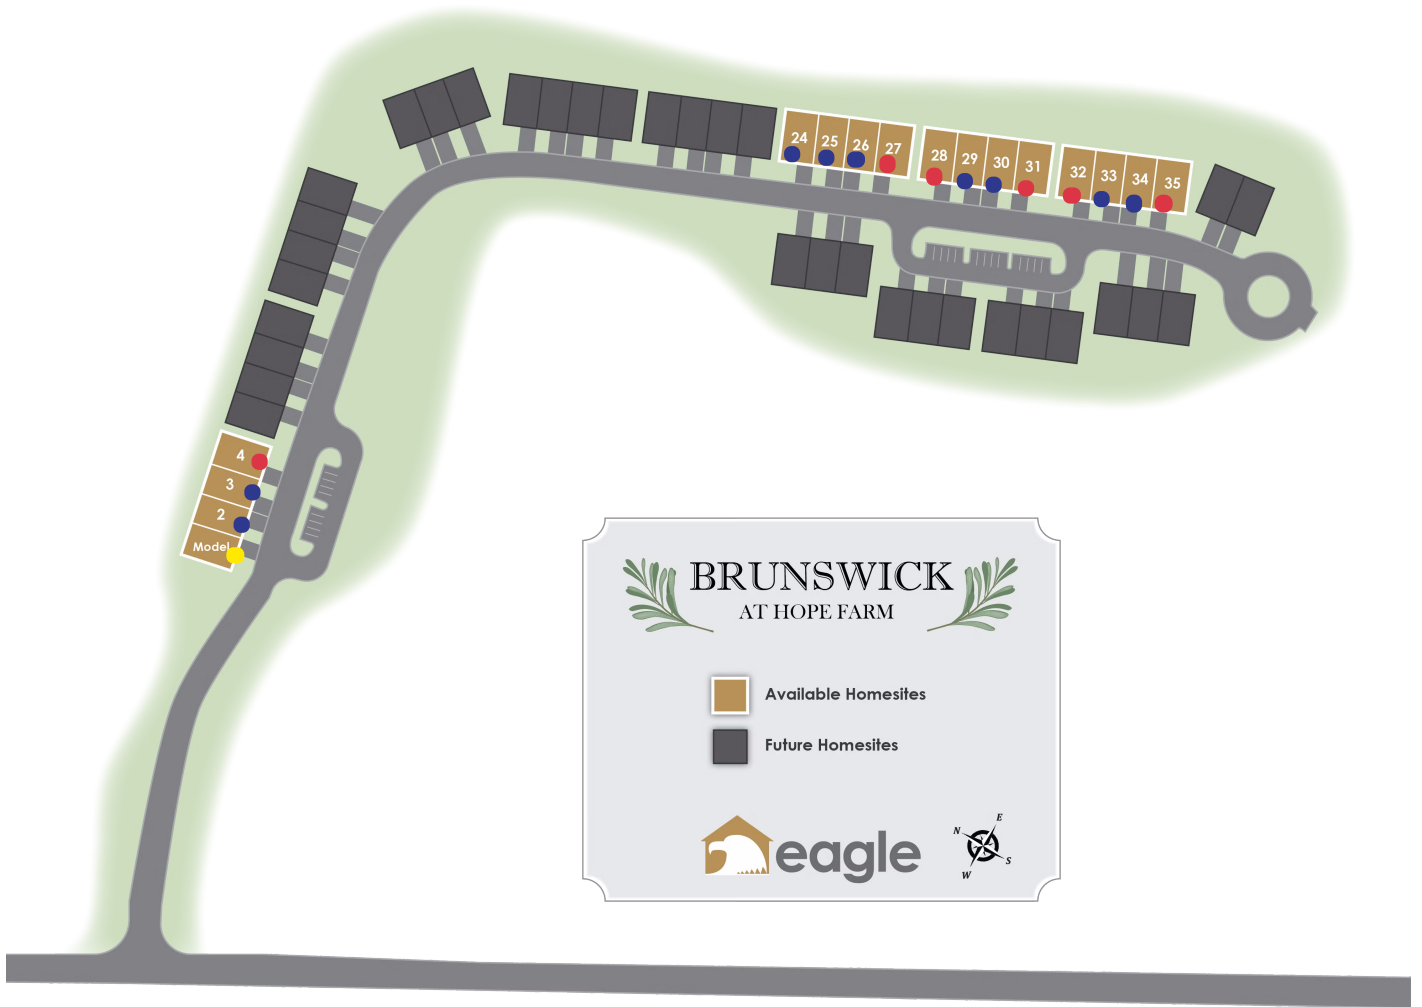 24 25 26 27
28 29 30 31
32 33 34 35
4
3
2
Model
BRUNSWICK
AT HOPE FARM
Available Homesites
Future Homesites
eagle
N E
W S